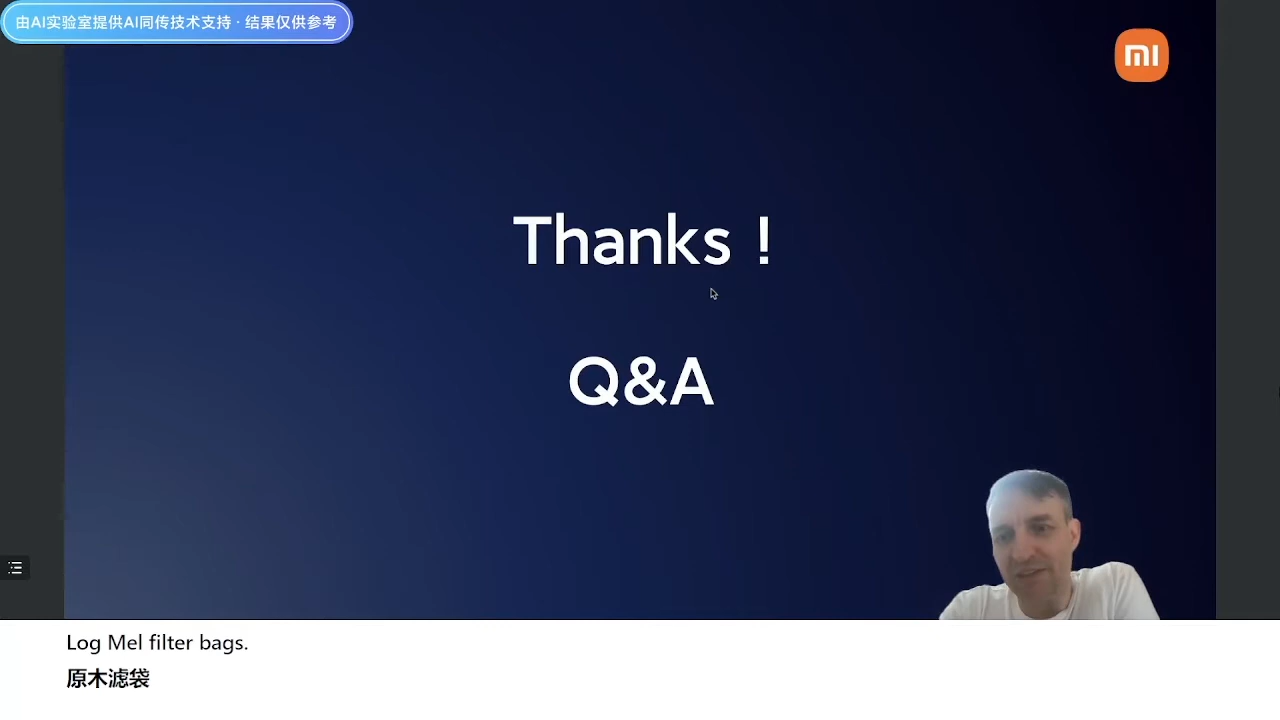 由AI实验室提供AI同传技术支持 · 结果仅供参考
mi
Thanks !
Q&A
Log Mel filter bags.
原木滤袋